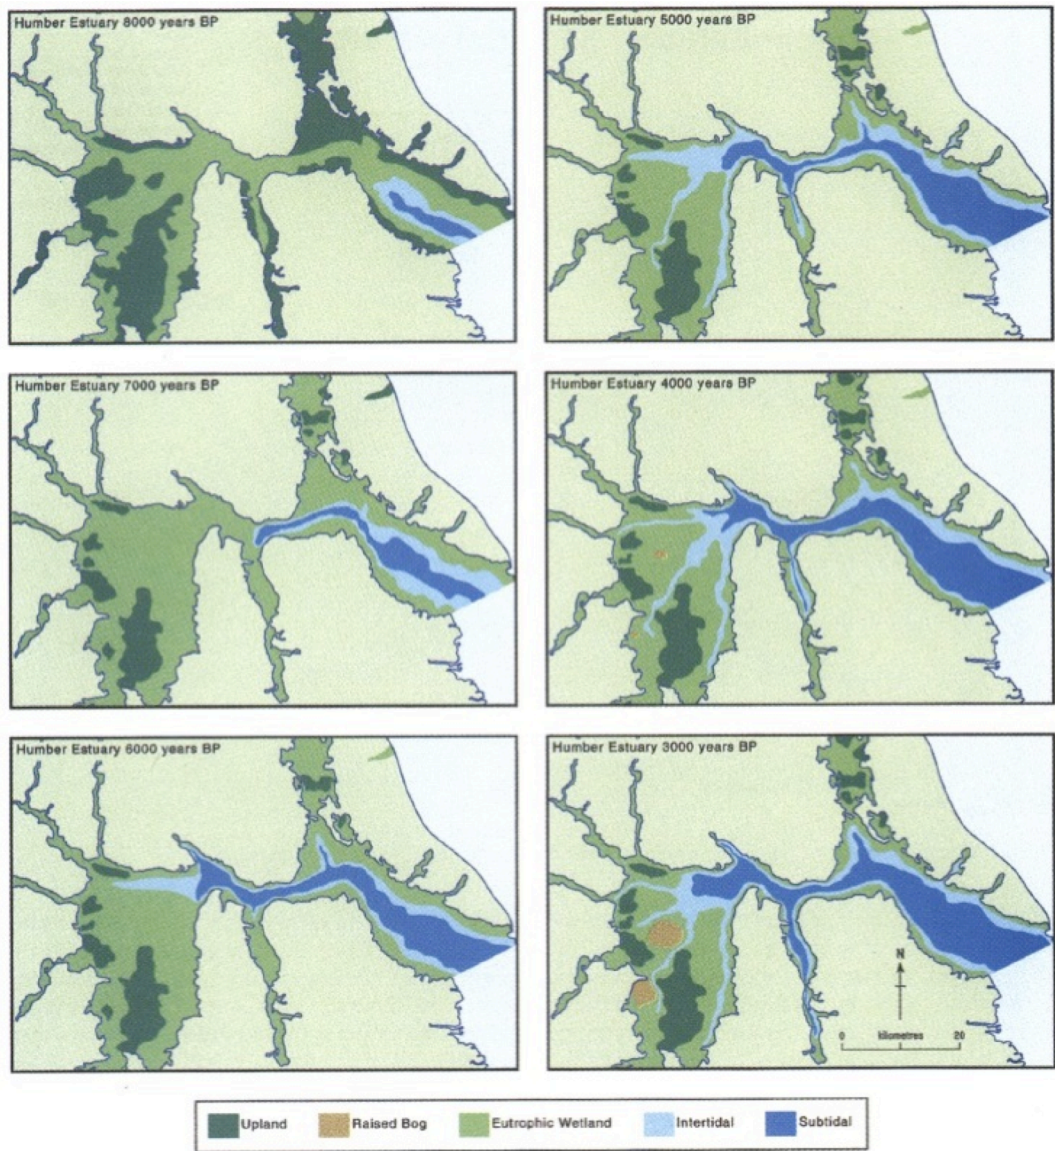 Humber Estuary 8000 years BP
Humber Estuary 5000 years BP
Humber Estuary 7000 years BP
Humber Estuary 4000 years BP
Humber Estuary 6000 years BP
Humber Estuary 3000 years BP
N
0 kilometres 20
Upland Raised Bog Eutrophic Wetland Intertidal Subtidal